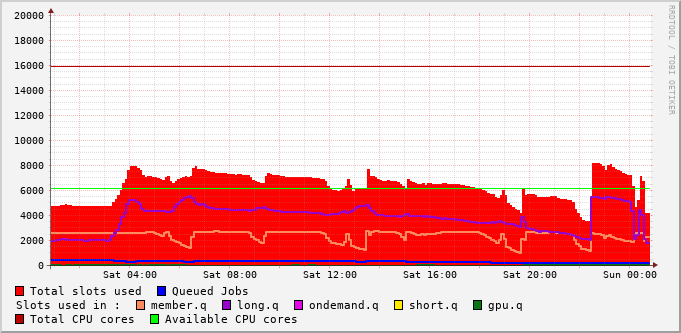 RRDTOOL / TOBI OETIKER
20000
18000
16000
14000
12000
10000
8000
6000
4000
2000
0
Sat 04:00 Sat 08:00 Sat 12:00 Sat 16:00 Sat 20:00 Sun 00:00
Total slots used Queued Jobs
Slots used in : member.q long.q ondemand.q short.q gpu.q
Total CPU cores Available CPU cores